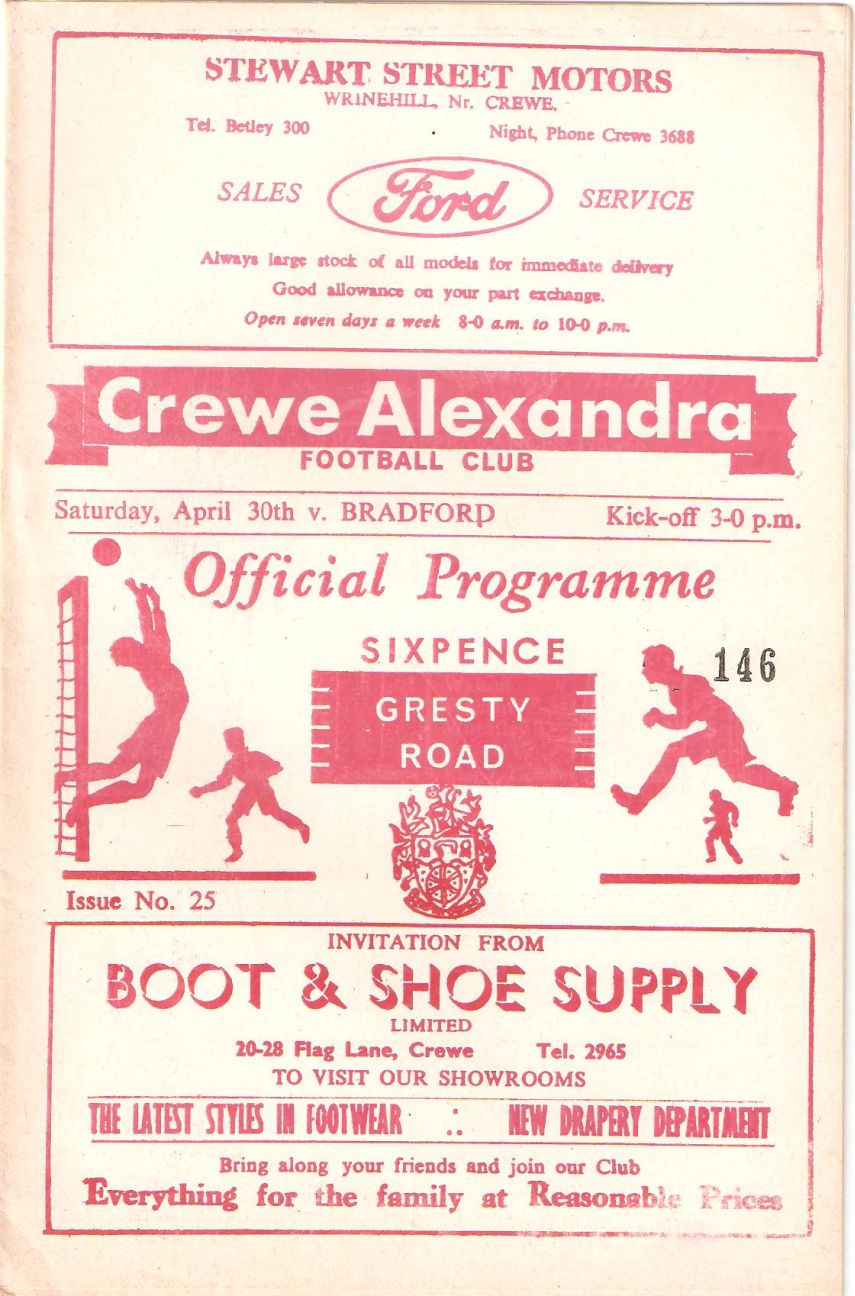 STEWART STREET MOTORS
WRINEHILL, Nr. CREWE.
Tel. Betley 300 Night, Phone Crewe 3688
SALES Ford SERVICE
Always large stock of all models for immediate delivery
Good allowance on your part exchange.
Open seven days a week 8-0 a.m. to 10-0 p.m.
Crewe Alexandra
FOOTBALL CLUB
Saturday, April 30th v. BRADFORD Kick-off 3-0 p.m.
Official Programme
SIXPENCE
146
GRESTY
ROAD
Issue No. 25
INVITATION FROM
BOOT & SHOE SUPPLY
LIMITED
20-28 Flag Lane, Crewe Tel. 2965
TO VISIT OUR SHOWROOMS
THE LATEST STYLES IN FOOTWEAR ∴ NEW DRAPERY DEPARTMENT
Bring along your friends and join our Club
Everything for the family at Reasonable Prices